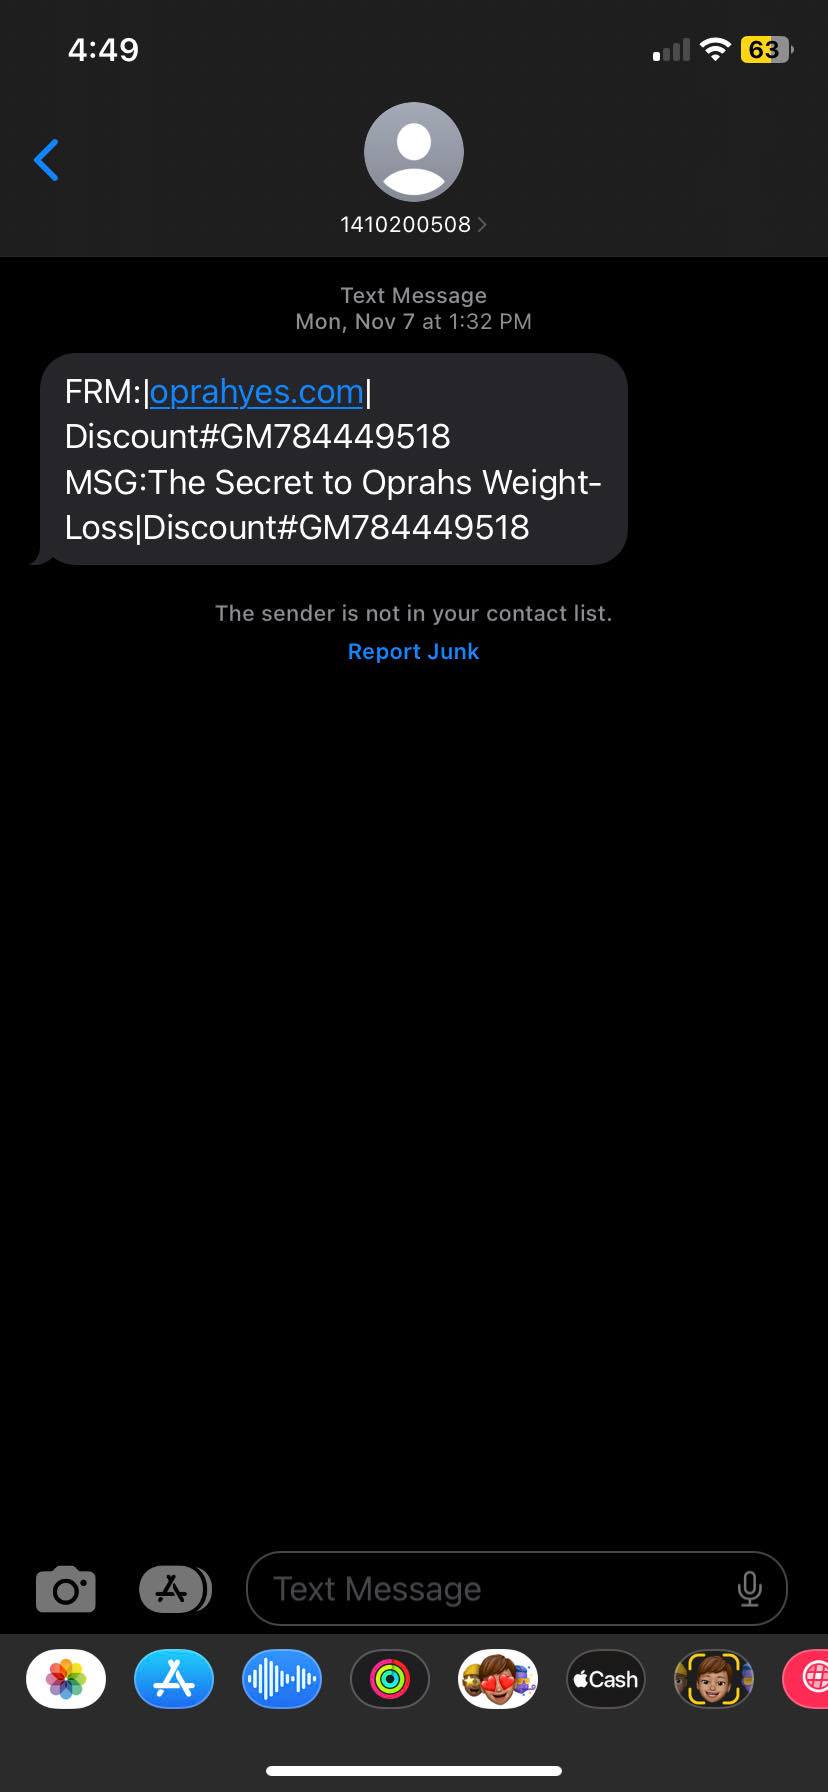 4:49
63
1410200508
Text Message
Mon, Nov 7 at 1:32 PM
FRM:|oprahyes.com|
Discount#GM784449518
MSG:The Secret to Oprahs Weight-
Loss|Discount#GM784449518
The sender is not in your contact list.
Report Junk
Text Message
Cash